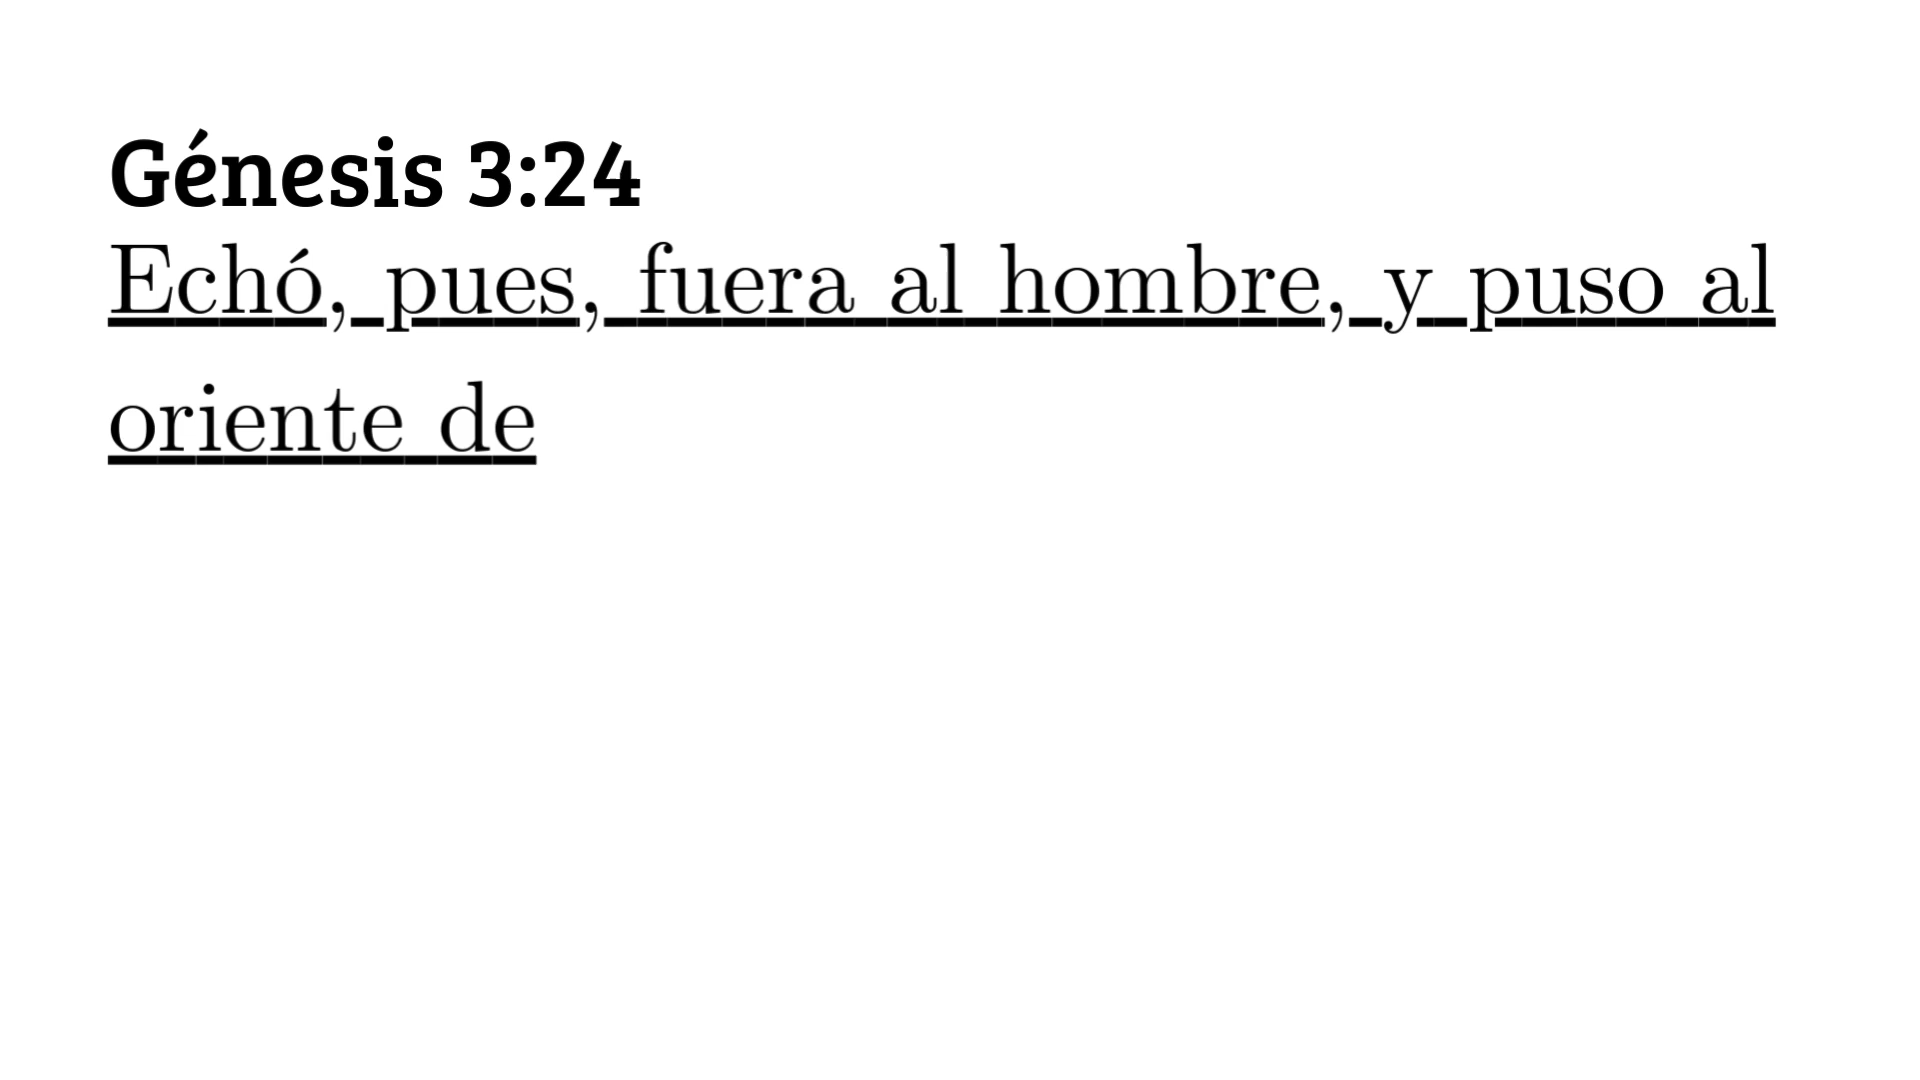 Génesis 3:24
Echó, pues, fuera al hombre, y puso al
oriente de